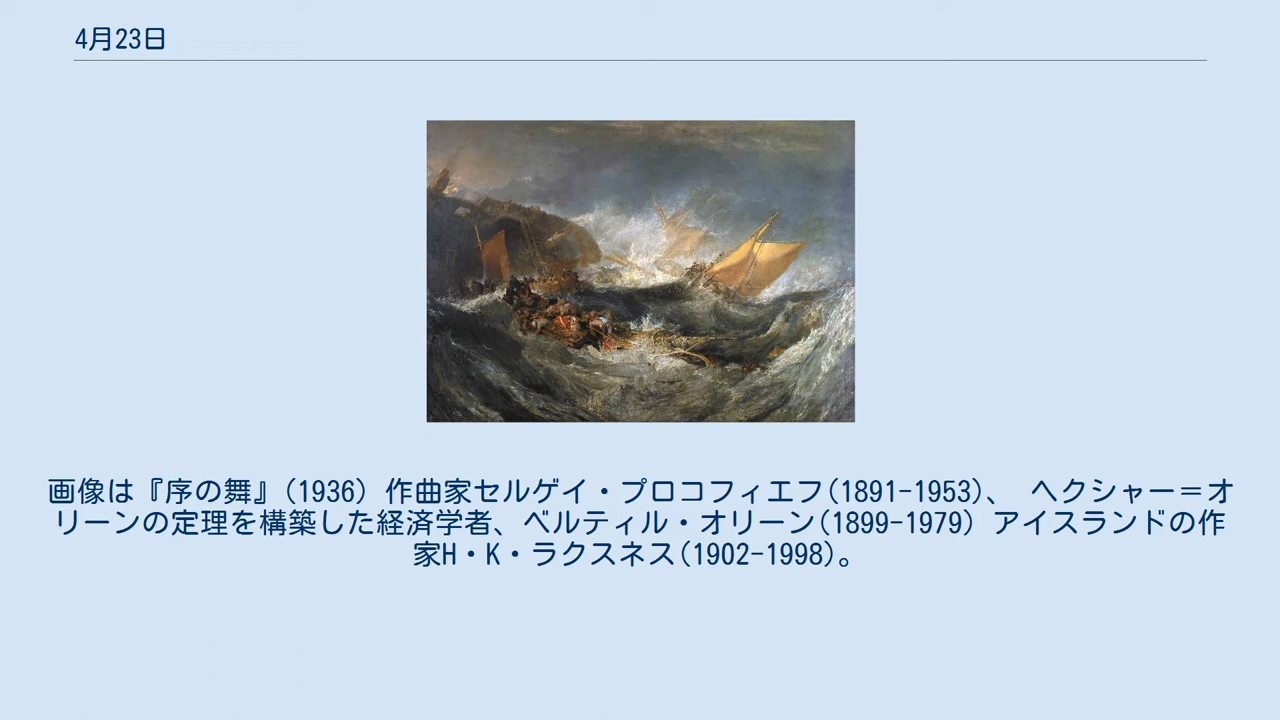 4月23日
画像は『序の舞』(1936) 作曲家セルゲイ・プロコフィエフ(1891-1953)、 ヘクシャー＝オ
リーンの定理を構築した経済学者、ベルティル・オリーン(1899-1979) アイスランドの作
家H・K・ラクスネス(1902-1998)。